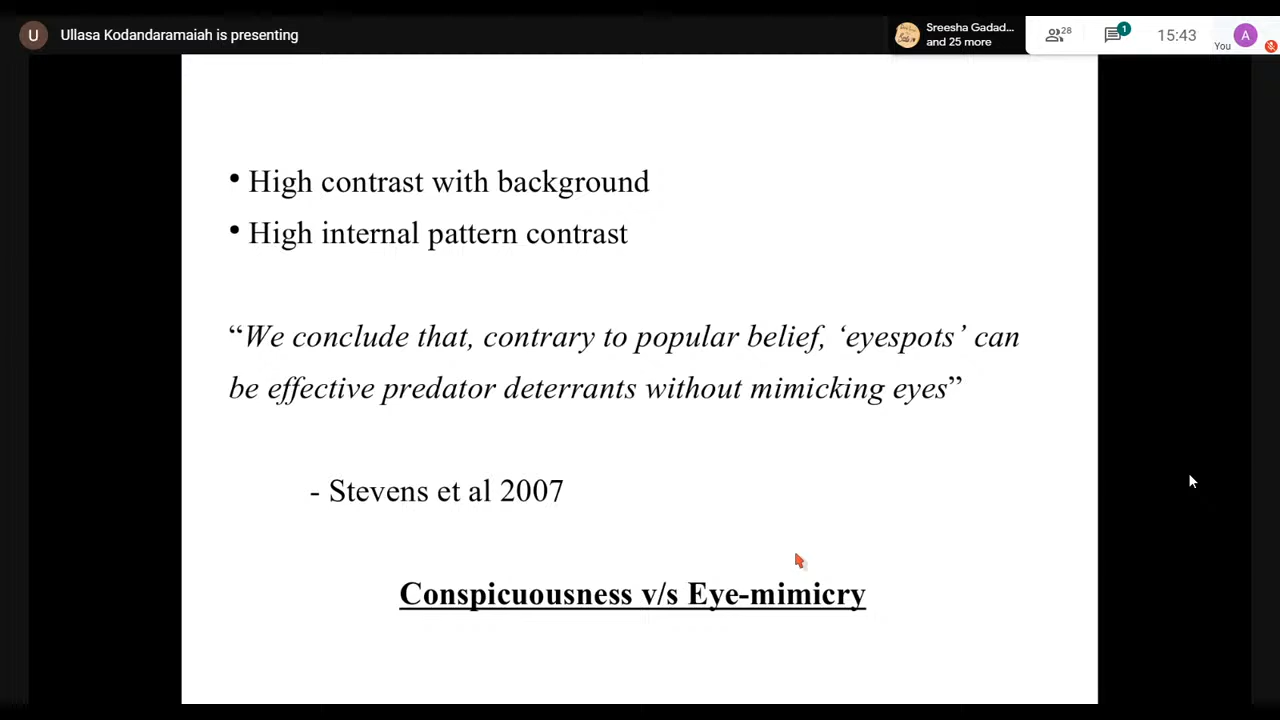 U Ullasa Kodandaramaiah is presenting
Sreesha Gadad...
and 25 more
28
1
15:43
You
A
• High contrast with background
• High internal pattern contrast
“We conclude that, contrary to popular belief, ‘eyespots’ can
be effective predator deterrants without mimicking eyes”
- Stevens et al 2007
Conspicuousness v/s Eye-mimicry